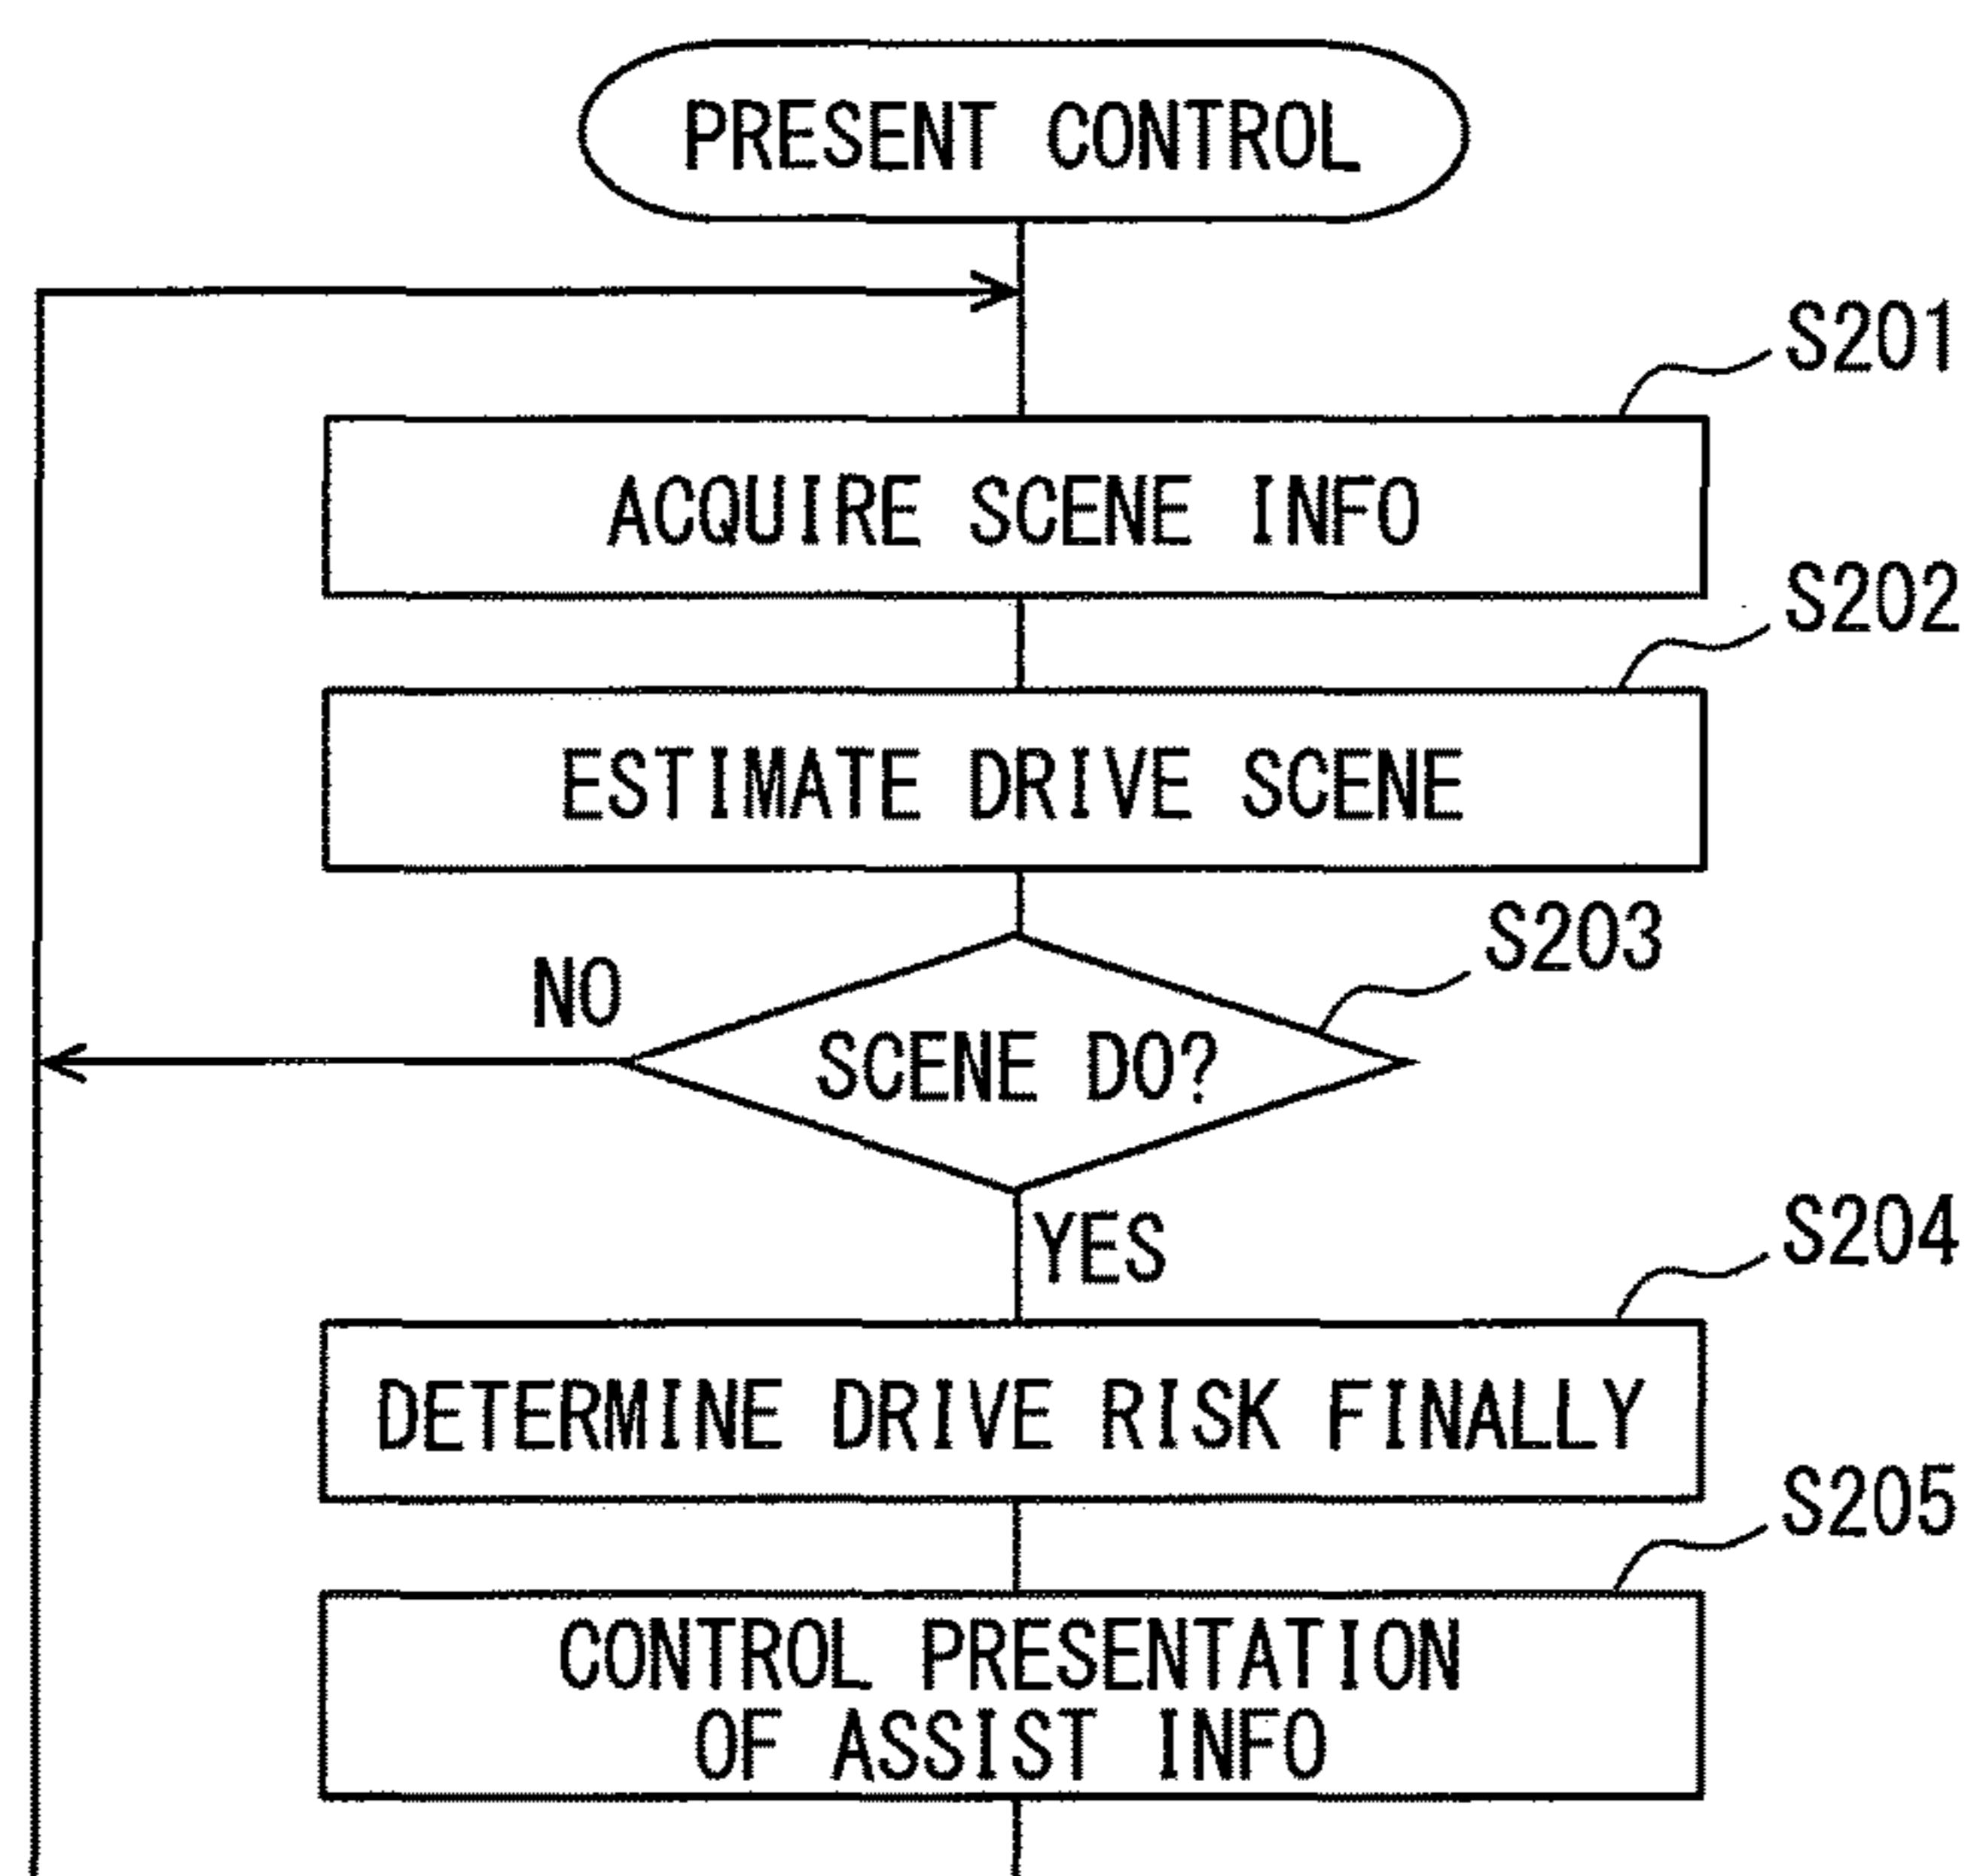 PRESENT CONTROL
S201
ACQUIRE SCENE INFO
S202
ESTIMATE DRIVE SCENE
S203
NO
SCENE DO?
YES
S204
DETERMINE DRIVE RISK FINALLY
S205
CONTROL PRESENTATION
OF ASSIST INFO